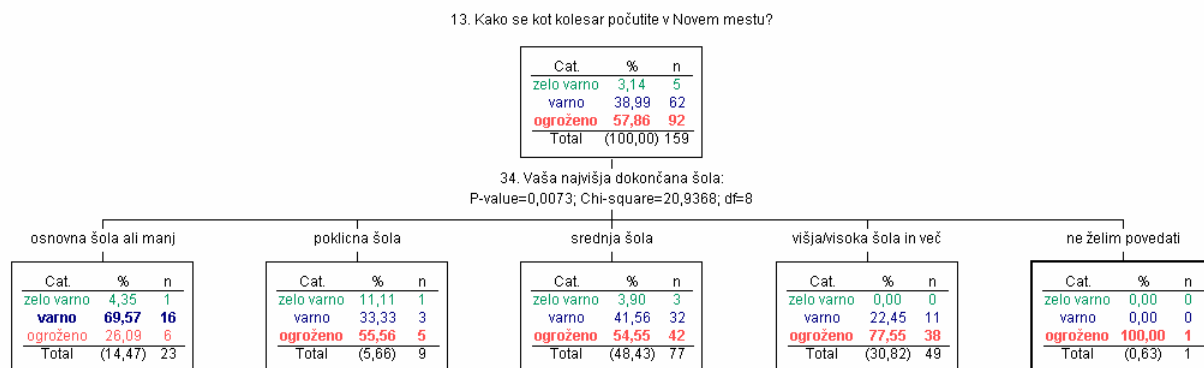 13. Kako se kot kolesar počutite v Novem mestu?
Cat. % n
zelo varno 3,14 5
varno 38,99 62
ogroženo 57,86 92
Total (100,00) 159
34. Vaša najvišja dokončana šola:
P-value=0,0073; Chi-square=20,9368; df=8
osnovna šola ali manj
Cat. % n
zelo varno 4,35 1
varno 69,57 16
ogroženo 26,09 6
Total (14,47) 23
poklicna šola
Cat. % n
zelo varno 11,11 1
varno 33,33 3
ogroženo 55,56 5
Total (5,66) 9
srednja šola
Cat. % n
zelo varno 3,90 3
varno 41,56 32
ogroženo 54,55 42
Total (48,43) 77
višja/visoka šola in več
Cat. % n
zelo varno 0,00 0
varno 22,45 11
ogroženo 77,55 38
Total (30,82) 49
ne želim povedati
Cat. % n
zelo varno 0,00 0
varno 0,00 0
ogroženo 100,00 1
Total (0,63) 1